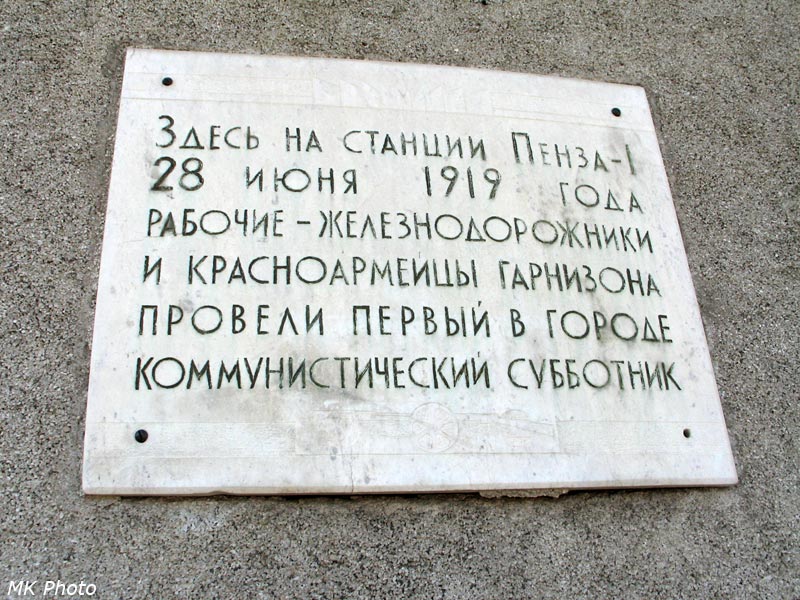 Здесь на станции Пенза-I
28 июня 1919 года
рабочие-железнодорожники
и красноармейцы гарнизона
провели первый в городе
коммунистический субботник
MK Photo